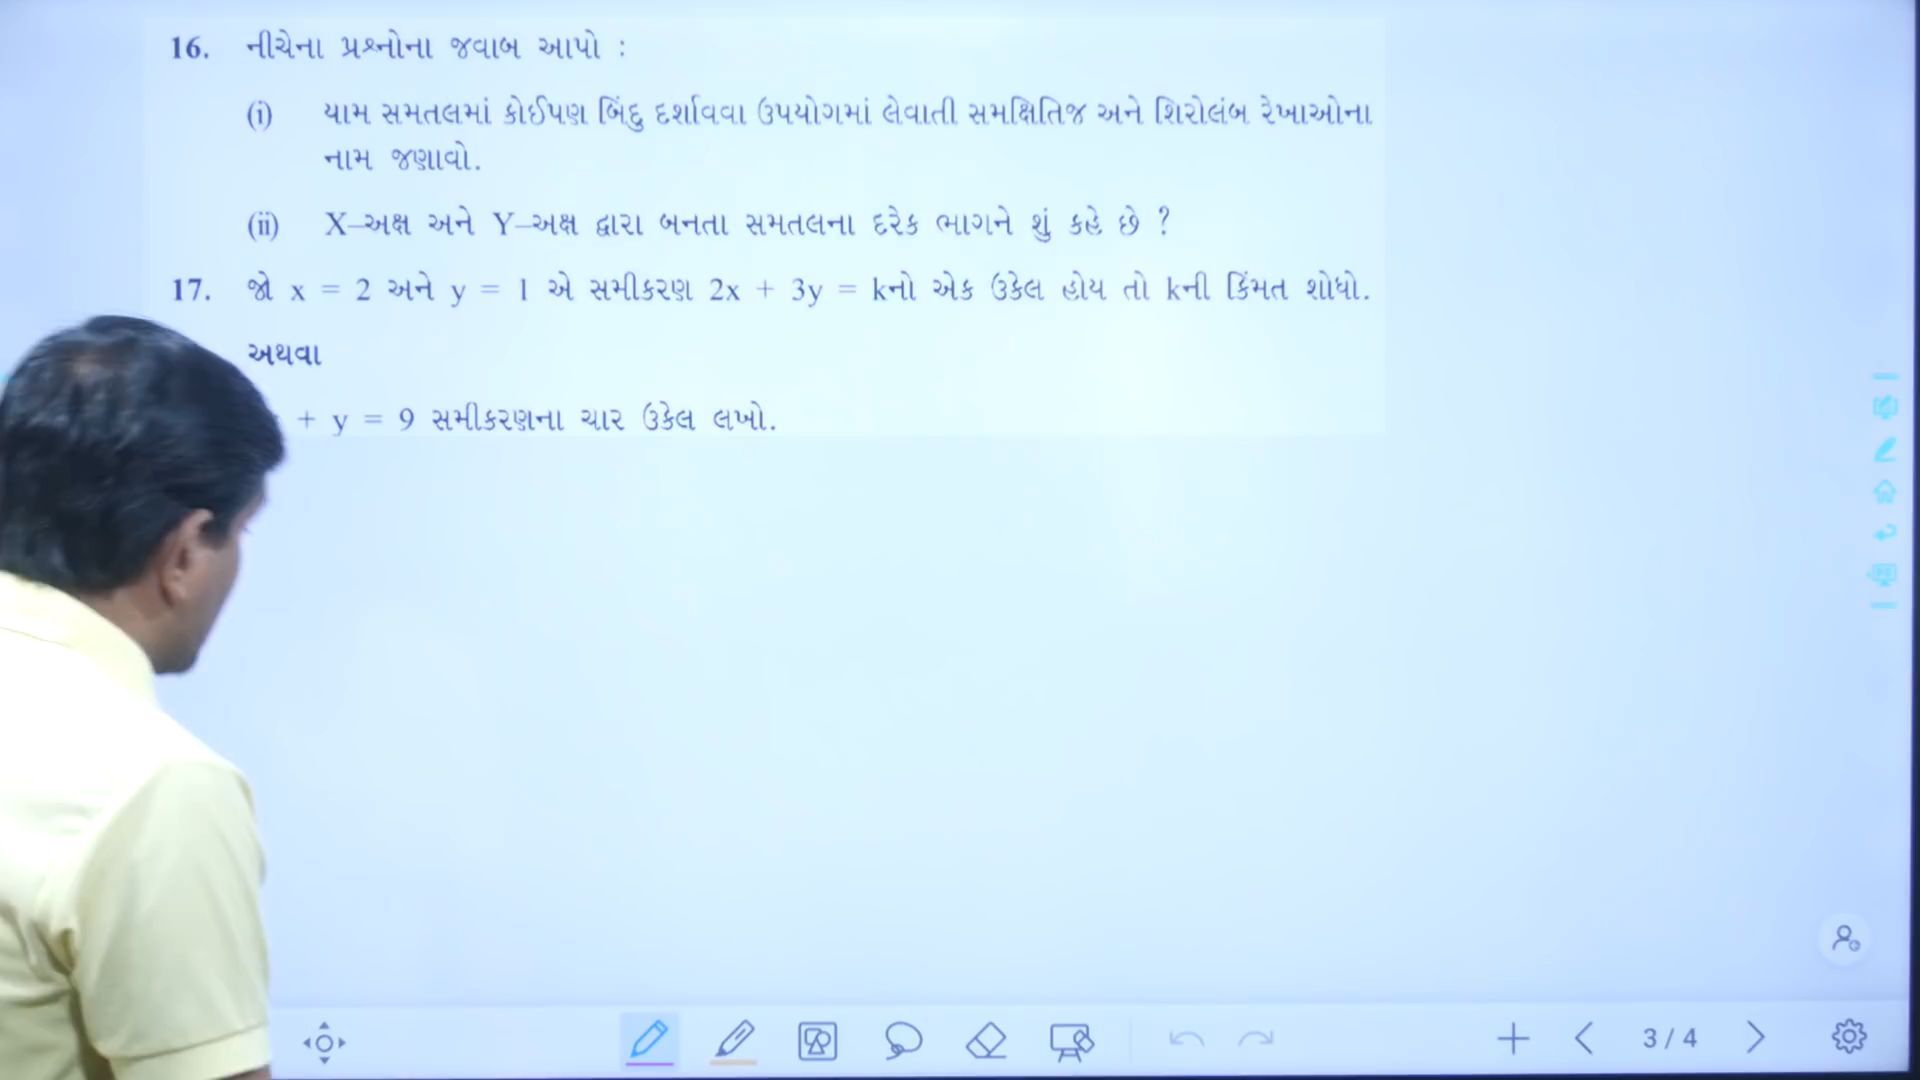 16. નીચેના પ્રશ્નોના જવાબ આપો :
(i) યામ સમતલમાં કોઈપણ બિંદુ દર્શાવવા ઉપયોગમાં લેવાતી સમક્ષિતિજ અને શિરોલંબ રેખાઓના
નામ જણાવો.
(ii) X–અક્ષ અને Y–અક્ષ દ્વારા બનતા સમતલના દરેક ભાગને શું કહે છે ?
17. જો x = 2 અને y = 1 એ સમીકરણ 2x + 3y = kનો એક ઉકેલ હોય તો kની કિંમત શોધો.
અથવા
+ y = 9 સમીકરણના ચાર ઉકેલ લખો.
3/4